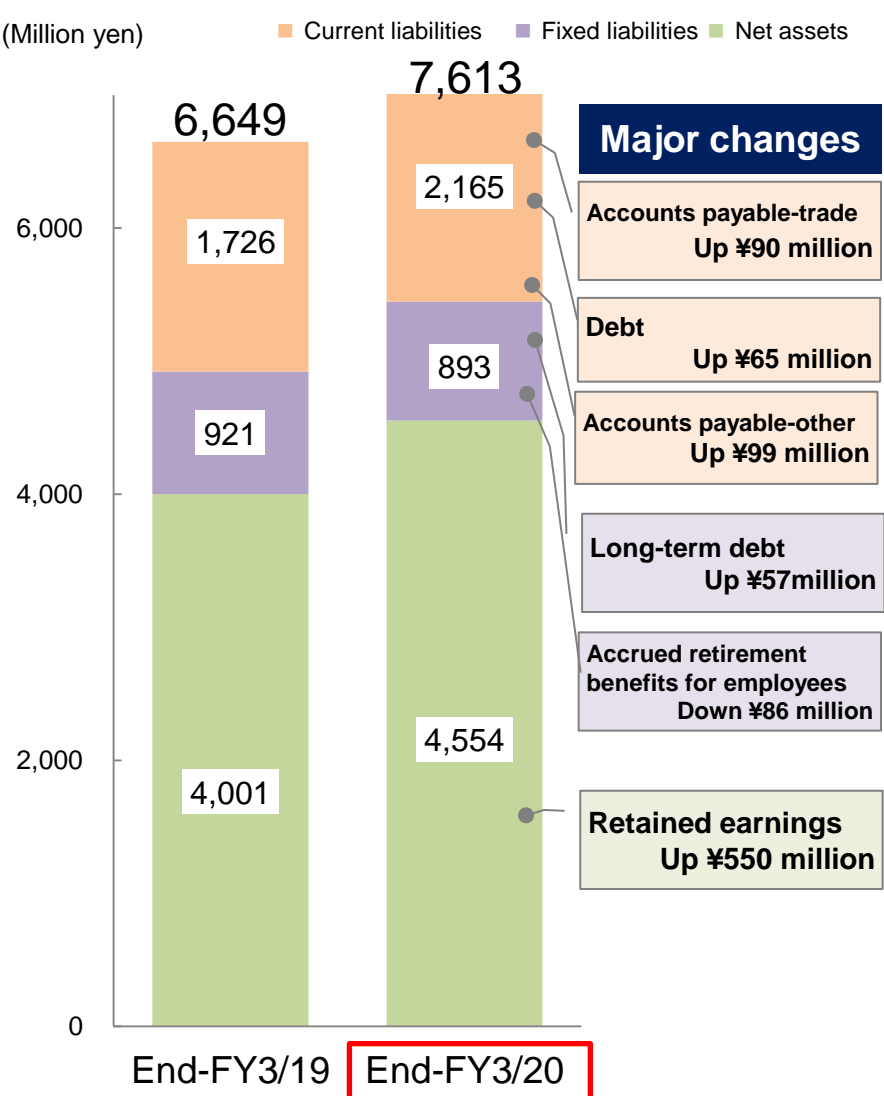 (Million yen)
Current liabilities Fixed liabilities Net assets
6,649
7,613
6,000
4,000
2,000
0
1,726
921
4,001
2,165
893
4,554
End-FY3/19
End-FY3/20
Major changes
Accounts payable-trade
Up ¥90 million
Debt
Up ¥65 million
Accounts payable-other
Up ¥99 million
Long-term debt
Up ¥57million
Accrued retirement
benefits for employees
Down ¥86 million
Retained earnings
Up ¥550 million